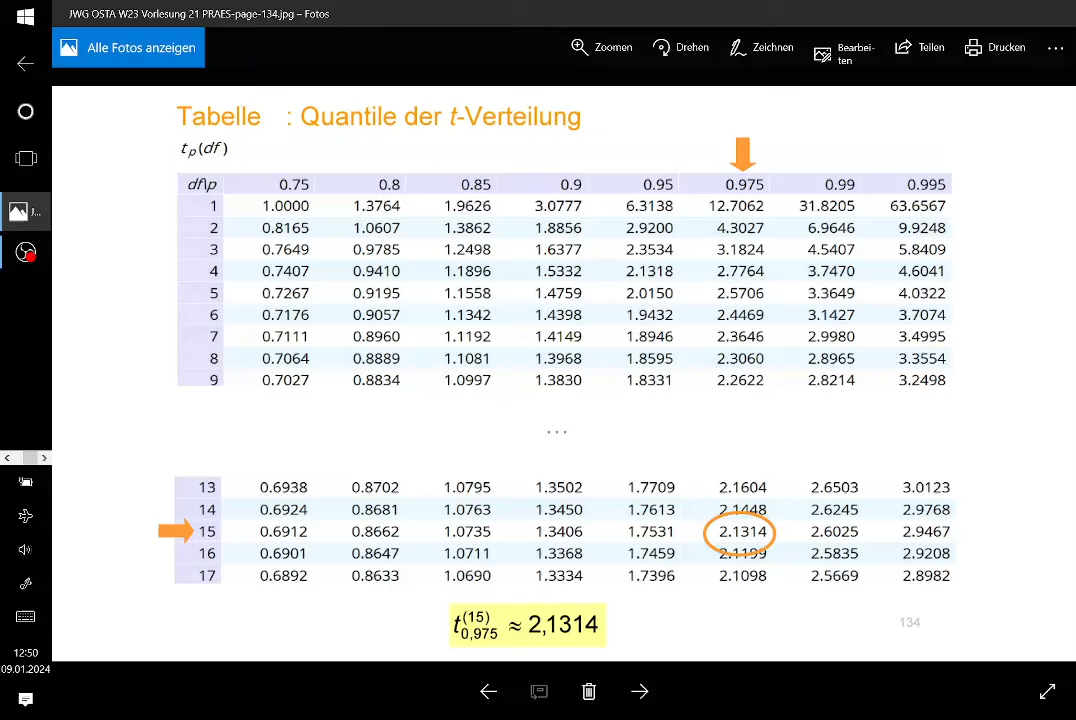 JWG OSTA W23 Vorlesung 21 PRAES-page-134.jpg – Fotos
Alle Fotos anzeigen
Zoomen
Drehen
Zeichnen
Bearbei-
ten
Teilen
Drucken
Tabelle : Quantile der t-Verteilung
tp(df)
df\p 0.75 0.8 0.85 0.9 0.95 0.975 0.99 0.995
1 1.0000 1.3764 1.9626 3.0777 6.3138 12.7062 31.8205 63.6567
2 0.8165 1.0607 1.3862 1.8856 2.9200 4.3027 6.9646 9.9248
3 0.7649 0.9785 1.2498 1.6377 2.3534 3.1824 4.5407 5.8409
4 0.7407 0.9410 1.1896 1.5332 2.1318 2.7764 3.7470 4.6041
5 0.7267 0.9195 1.1558 1.4759 2.0150 2.5706 3.3649 4.0322
6 0.7176 0.9057 1.1342 1.4398 1.9432 2.4469 3.1427 3.7074
7 0.7111 0.8960 1.1192 1.4149 1.8946 2.3646 2.9980 3.4995
8 0.7064 0.8889 1.1081 1.3968 1.8595 2.3060 2.8965 3.3554
9 0.7027 0.8834 1.0997 1.3830 1.8331 2.2622 2.8214 3.2498
...
13 0.6938 0.8702 1.0795 1.3502 1.7709 2.1604 2.6503 3.0123
14 0.6924 0.8681 1.0763 1.3450 1.7613 2.1448 2.6245 2.9768
15 0.6912 0.8662 1.0735 1.3406 1.7531 2.1314 2.6025 2.9467
16 0.6901 0.8647 1.0711 1.3368 1.7459 2.1199 2.5835 2.9208
17 0.6892 0.8633 1.0690 1.3334 1.7396 2.1098 2.5669 2.8982
t(15)0,975 ≈ 2,1314
134
J...
12:50
09.01.2024